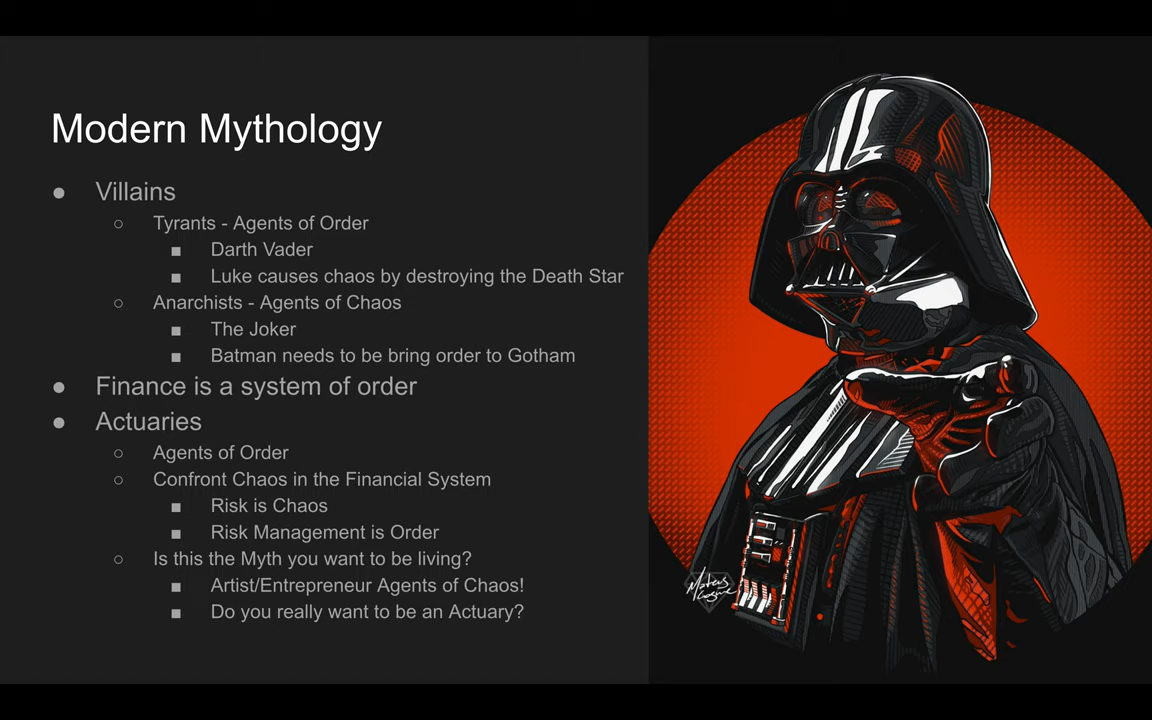 Modern Mythology
● Villains
○ Tyrants - Agents of Order
■ Darth Vader
■ Luke causes chaos by destroying the Death Star
○ Anarchists - Agents of Chaos
■ The Joker
■ Batman needs to be bring order to Gotham
● Finance is a system of order
● Actuaries
○ Agents of Order
○ Confront Chaos in the Financial System
■ Risk is Chaos
■ Risk Management is Order
○ Is this the Myth you want to be living?
■ Artist/Entrepreneur Agents of Chaos!
■ Do you really want to be an Actuary?